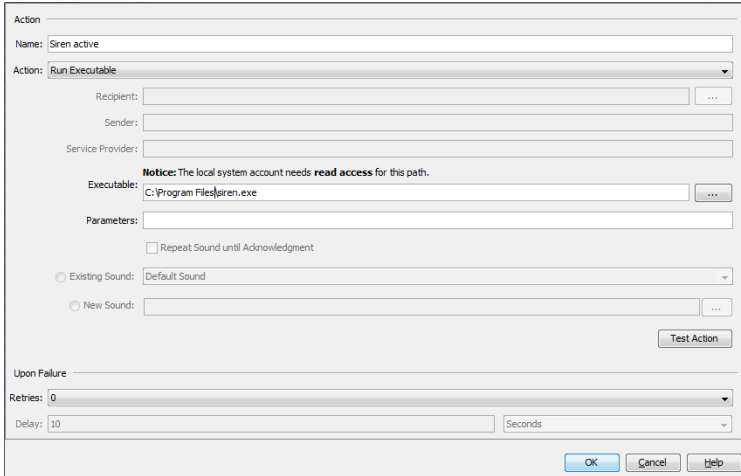 Action
Name: Siren active
Action: Run Executable
Recipient: ...
Sender:
Service Provider:
Notice: The local system account needs read access for this path.
Executable: C:\Program Files\siren.exe ...
Parameters:
Repeat Sound until Acknowledgment
Existing Sound: Default Sound
New Sound: ...
Test Action
Upon Failure
Retries: 0
Delay: 10 Seconds
OK Cancel Help